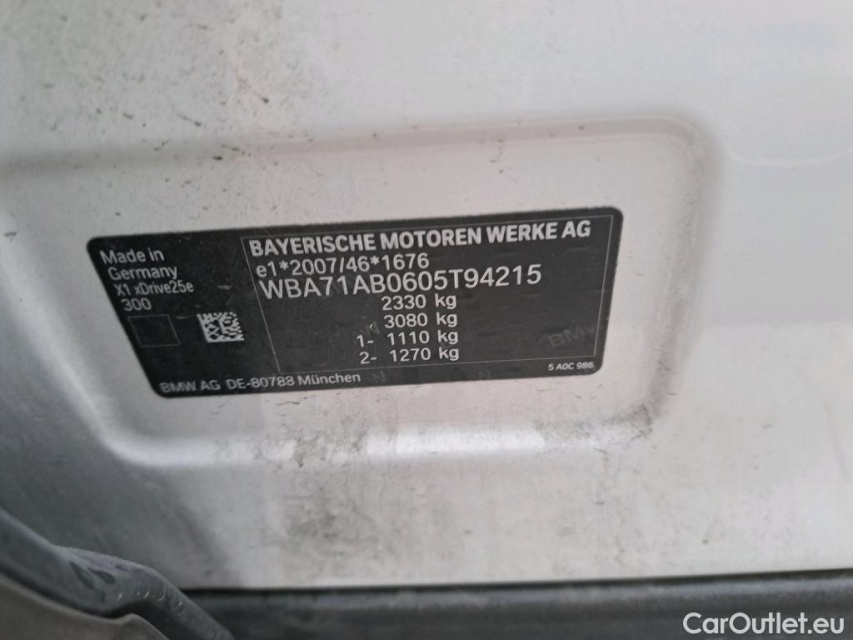 Made in
Germany
X1 xDrive25e
300
BAYERISCHE MOTOREN WERKE AG
e1*2007/46*1676
WBA71AB0605T94215
2330 kg
3080 kg
1- 1110 kg
2- 1270 kg
BMW
5 A0C 986
BMW AG DE-80788 München
CarOutlet.eu